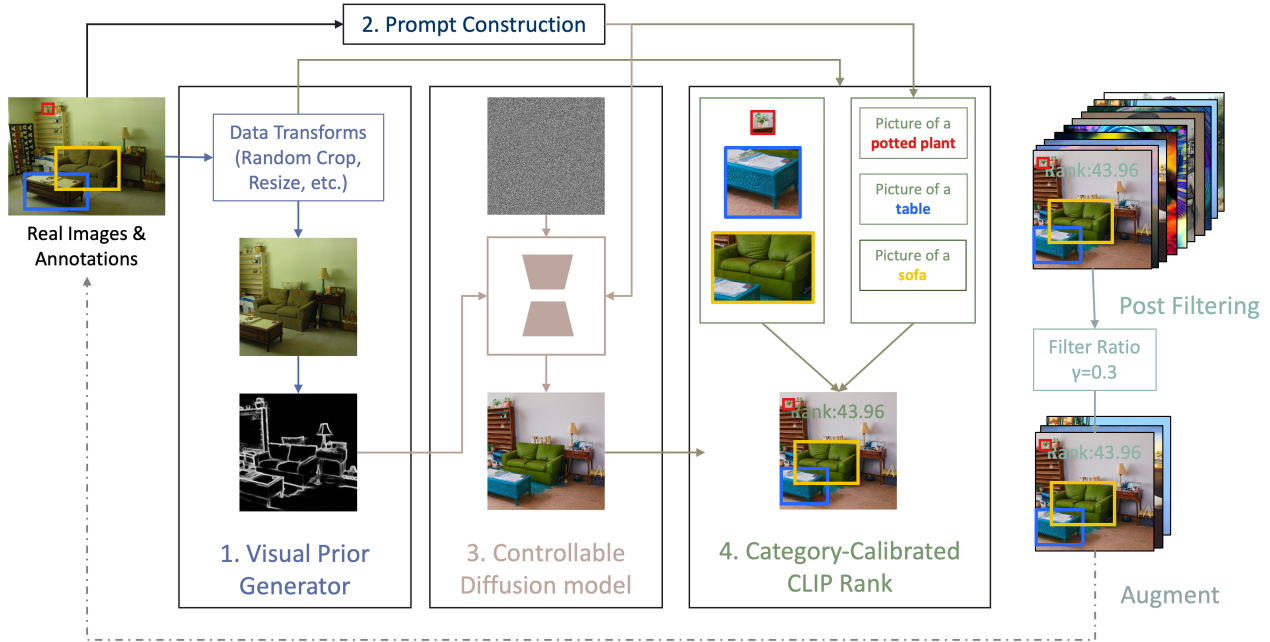 2. Prompt Construction
Real Images &
Annotations
Data Transforms
(Random Crop,
Resize, etc.)
1. Visual Prior
Generator
3. Controllable
Diffusion model
Picture of a
potted plant
Picture of a
table
Picture of a
sofa
Rank:43.96
4. Category-Calibrated
CLIP Rank
Rank:43.96
Post Filtering
Filter Ratio
γ=0.3
Rank:43.96
Augment